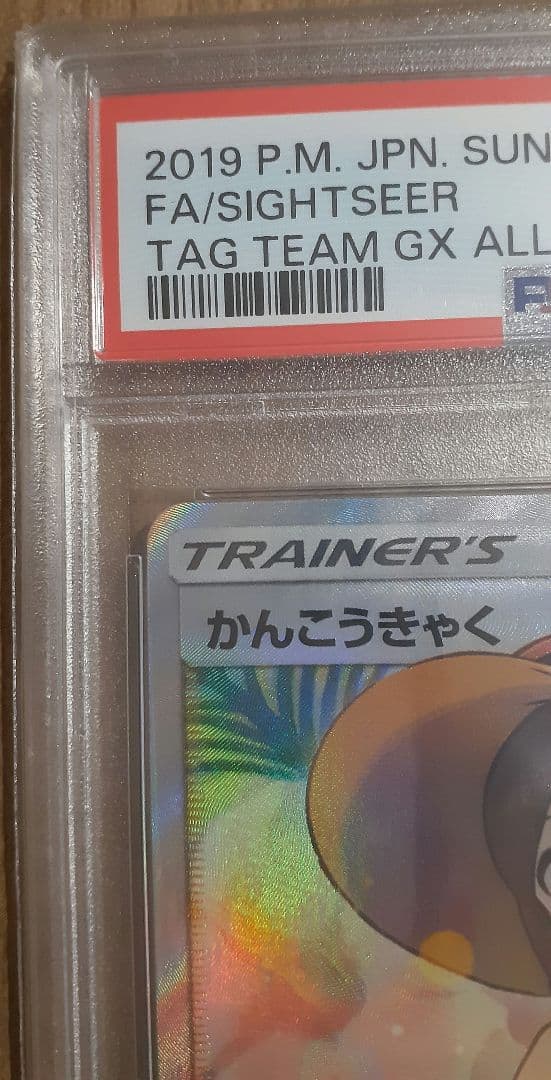 2019 P.M. JPN. SUN
FA/SIGHTSEER
TAG TEAM GX ALL
TRAINER'S
かんこうきゃく